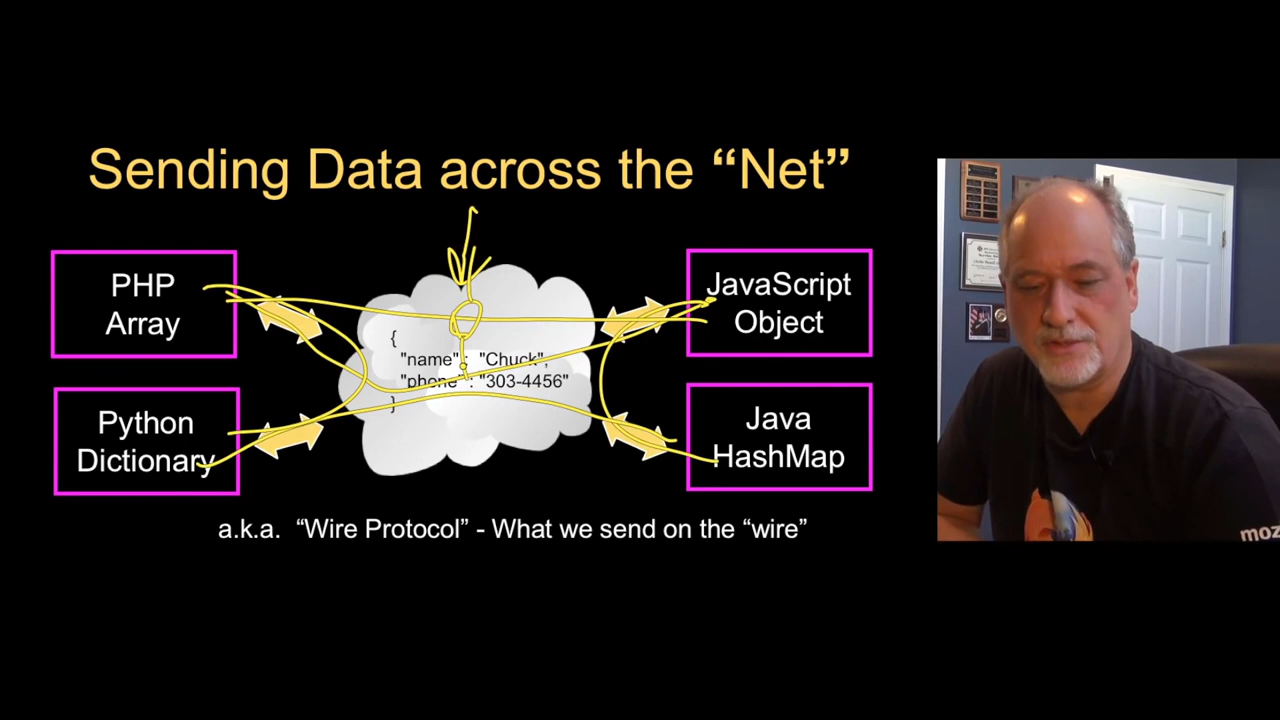 Sending Data across the “Net”
PHP
Array
JavaScript
Object
{
"name" : "Chuck",
"phone" : "303-4456"
}
Python
Dictionary
Java
HashMap
a.k.a. “Wire Protocol” - What we send on the “wire”
moz